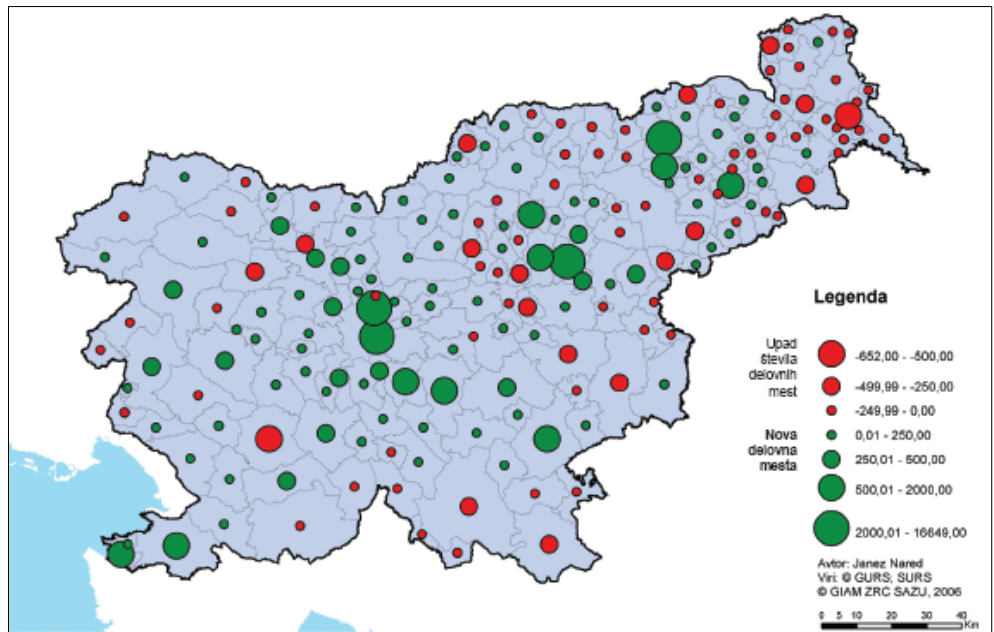 Legenda
Upad
števila
delovnih
mest
-652,00 - -500,00
-499,99 - -250,00
-249,99 - 0,00
Nova
delovna
mesta
0,01 - 250,00
250,01 - 500,00
500,01 - 2000,00
2000,01 - 16649,00
Avtor: Janez Nared
Viri: © GURS; SURS
© GIAM ZRC SAZU, 2006
0 5 10 20 30 40
Km